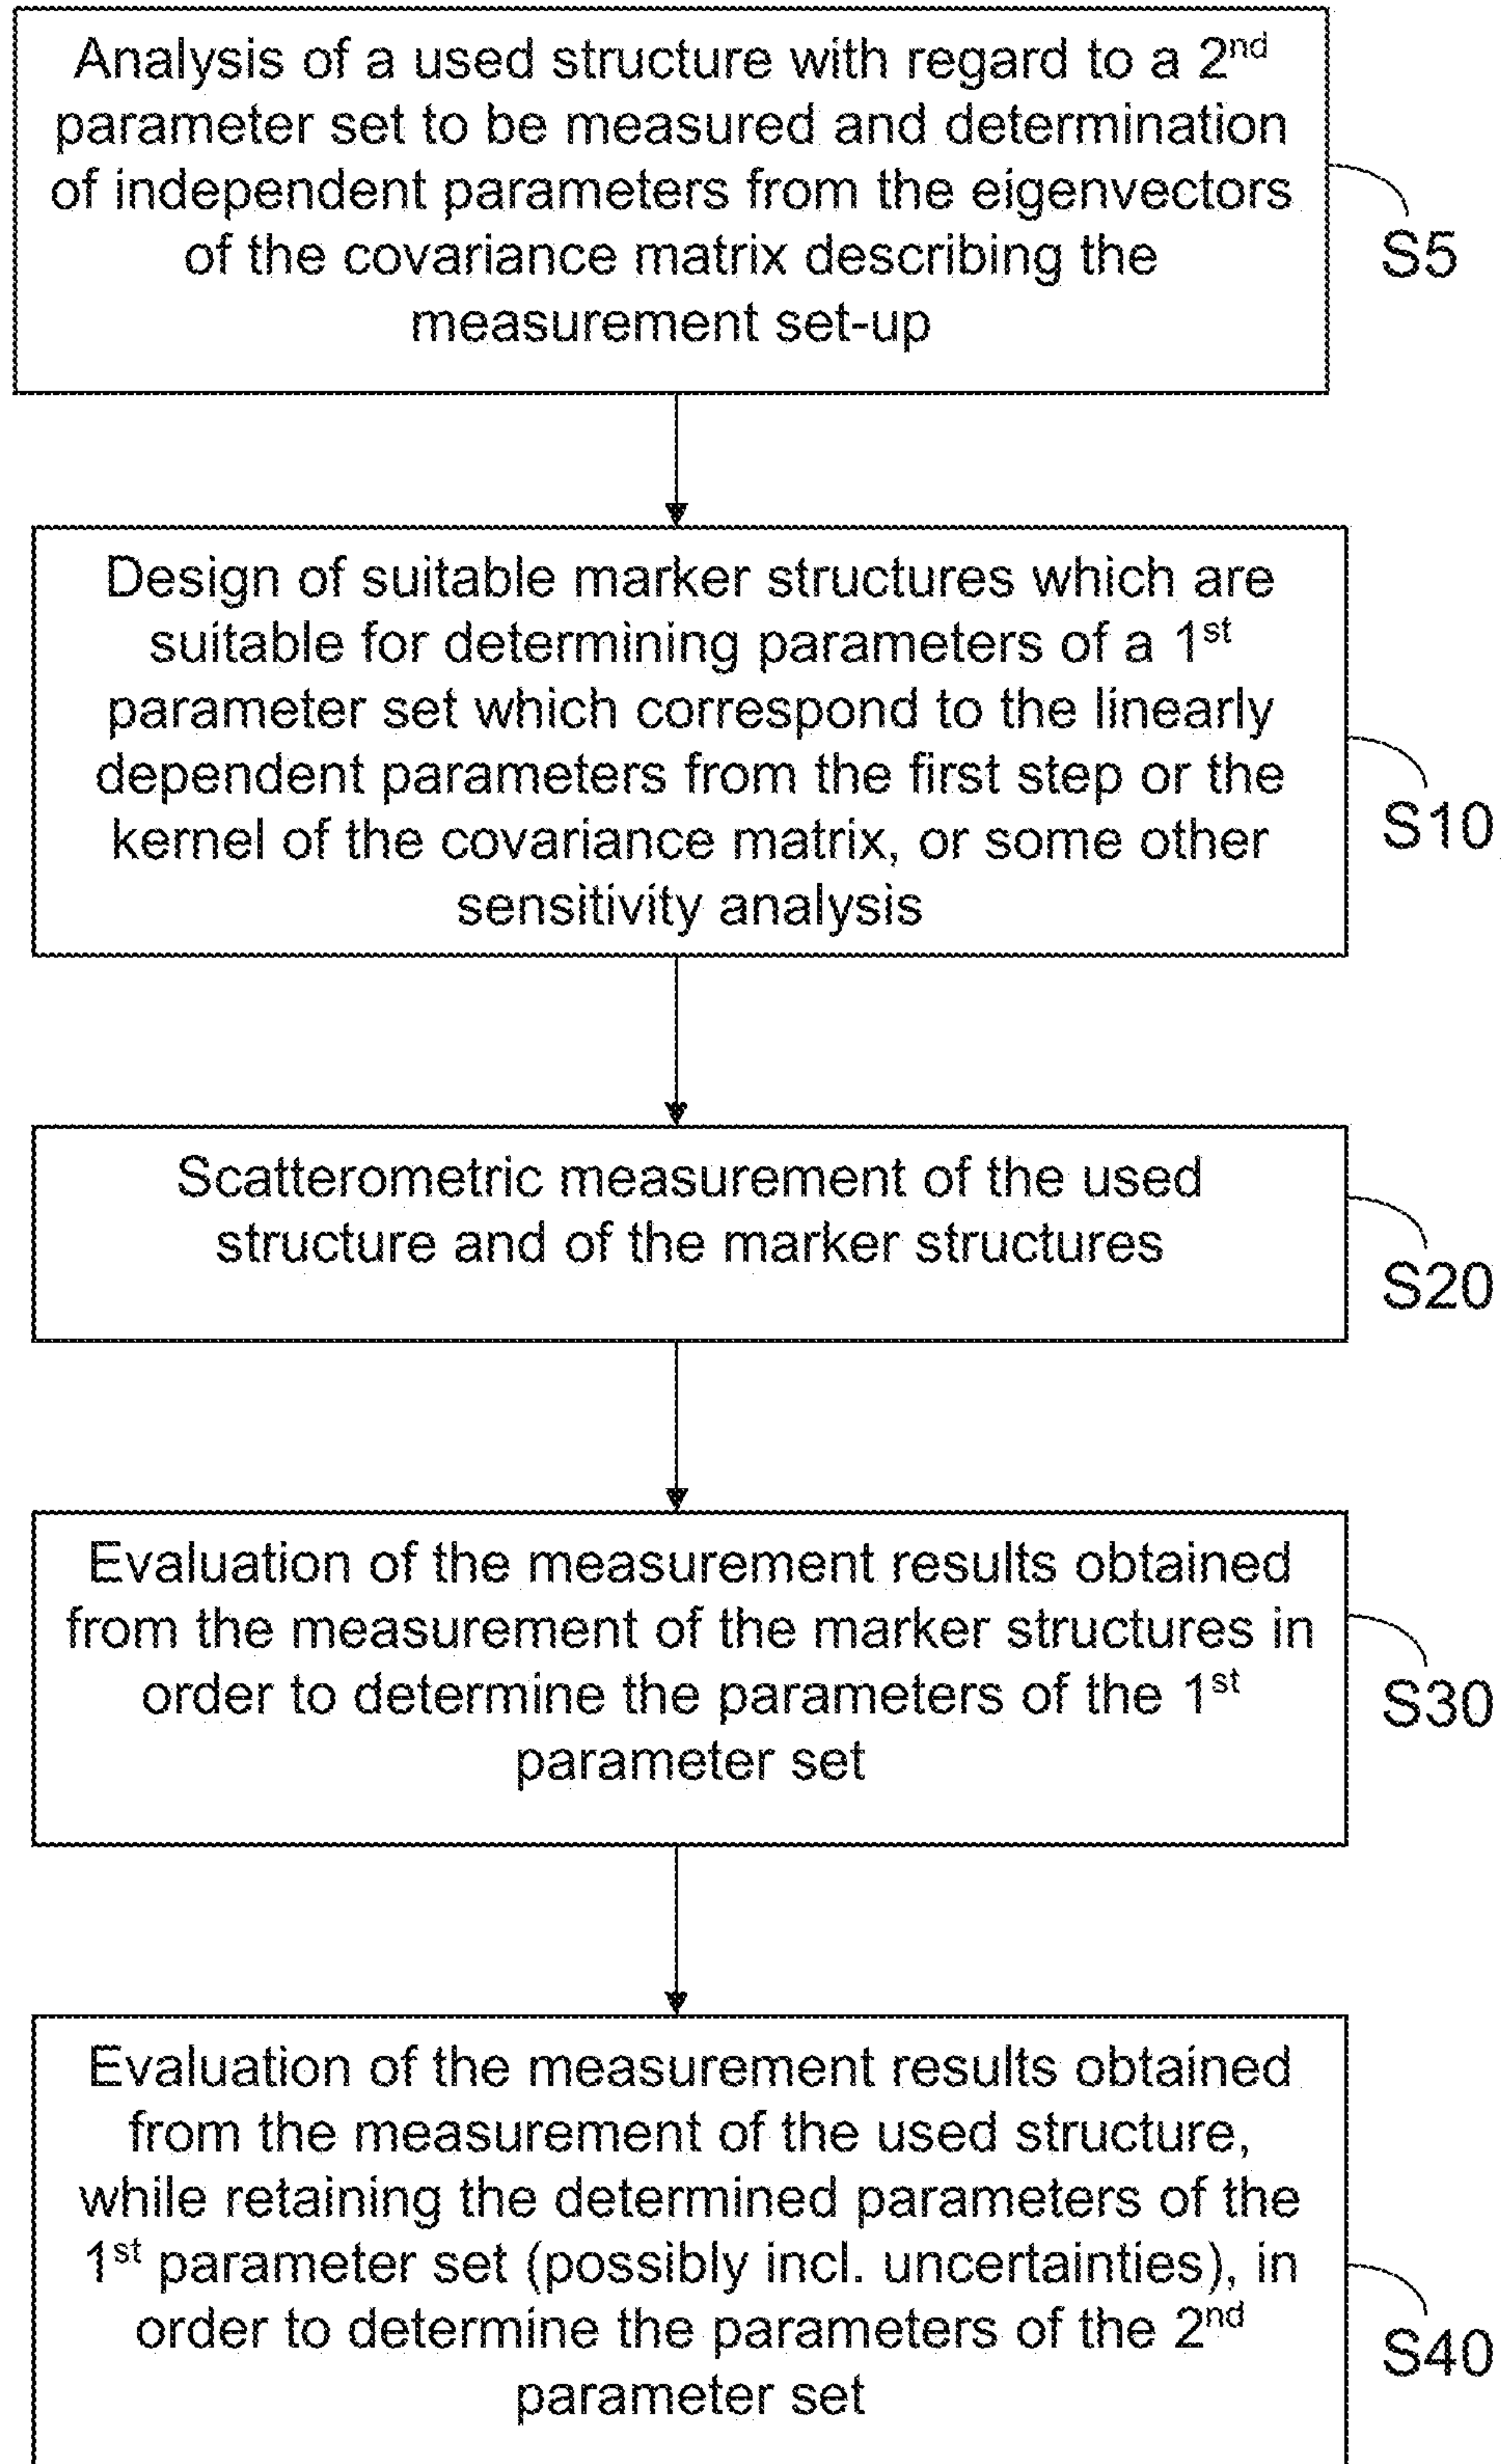 Analysis of a used structure with regard to a 2nd
parameter set to be measured and determination
of independent parameters from the eigenvectors
of the covariance matrix describing the
measurement set-up
S5
Design of suitable marker structures which are
suitable for determining parameters of a 1st
parameter set which correspond to the linearly
dependent parameters from the first step or the
kernel of the covariance matrix, or some other
sensitivity analysis
S10
Scatterometric measurement of the used
structure and of the marker structures
S20
Evaluation of the measurement results obtained
from the measurement of the marker structures in
order to determine the parameters of the 1st
parameter set
S30
Evaluation of the measurement results obtained
from the measurement of the used structure,
while retaining the determined parameters of the
1st parameter set (possibly incl. uncertainties), in
order to determine the parameters of the 2nd
parameter set
S40